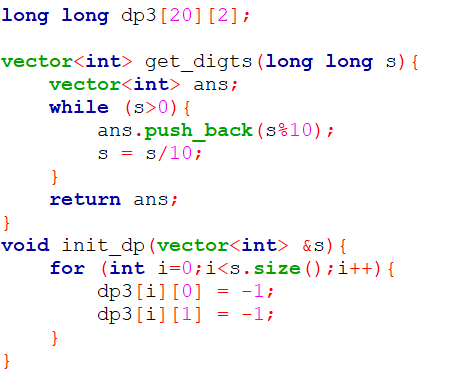 long long dp3[20][2];

vector<int> get_digts(long long s){
    vector<int> ans;
    while (s>0){
        ans.push_back(s%10);
        s = s/10;
    }
    return ans;
}
void init_dp(vector<int> &s){
    for (int i=0;i<s.size();i++){
        dp3[i][0] = -1;
        dp3[i][1] = -1;
    }
}